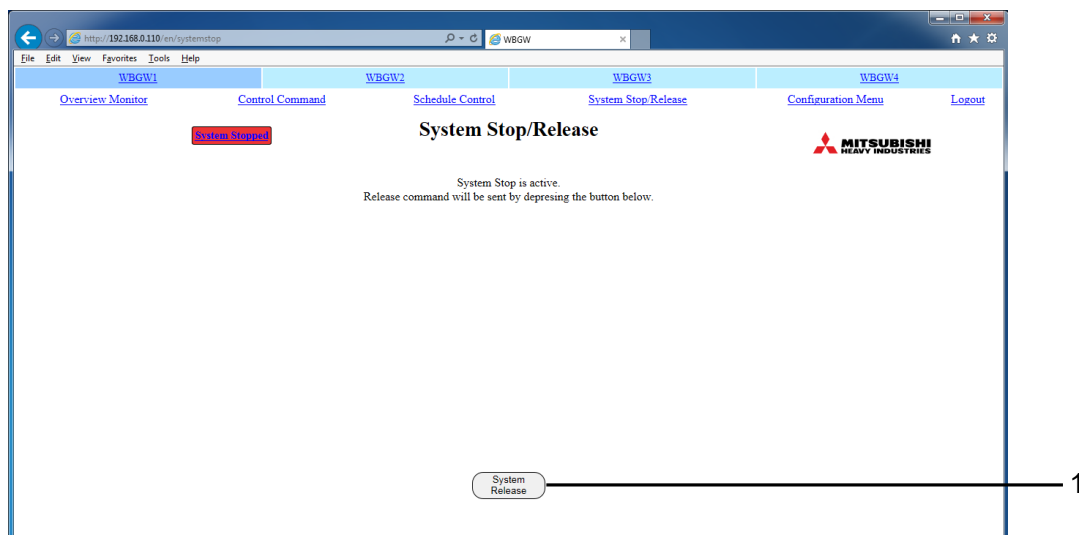 http://192.168.0.110/en/systemstop
WBGW
File Edit View Favorites Tools Help
WBGW1 WBGW2 WBGW3 WBGW4
Overview Monitor Control Command Schedule Control System Stop/Release Configuration Menu Logout
System Stopped
System Stop/Release
MITSUBISHI
HEAVY INDUSTRIES
System Stop is active.
Release command will be sent by depresing the button below.
System
Release
1